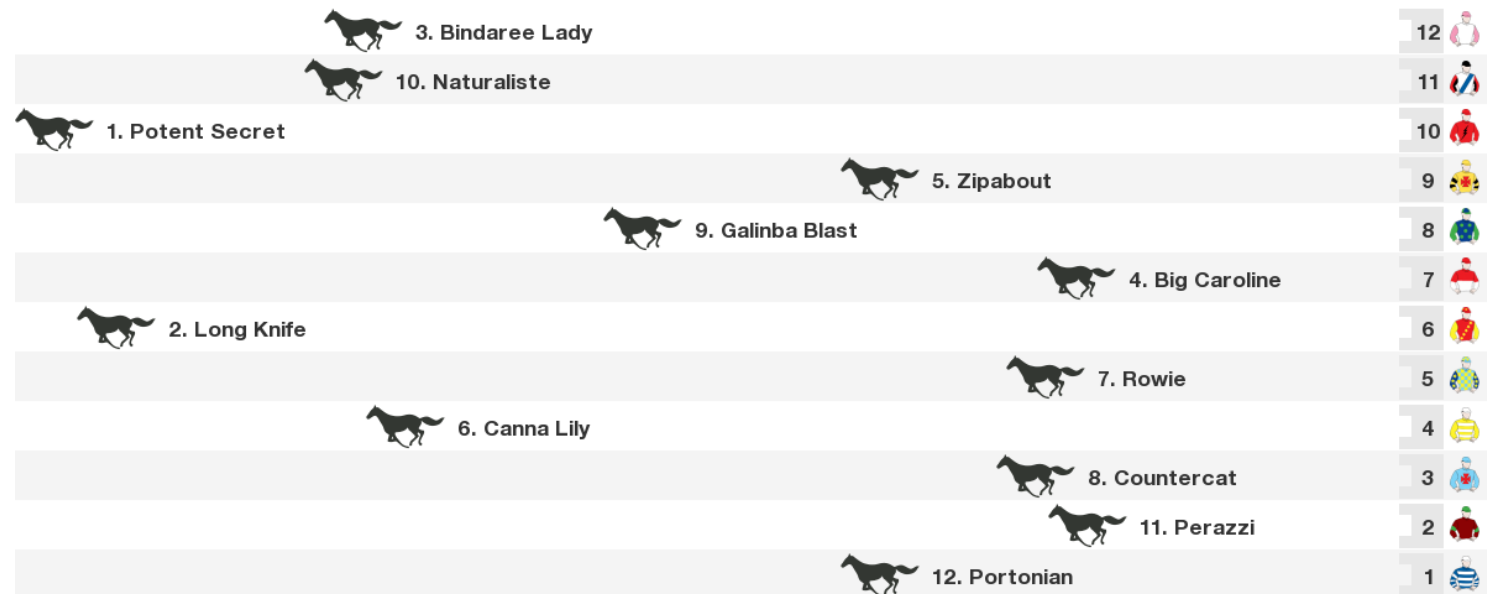 3. Bindaree Lady 12
10. Naturaliste 11
1. Potent Secret 10
5. Zipabout 9
9. Galinba Blast 8
4. Big Caroline 7
2. Long Knife 6
7. Rowie 5
6. Canna Lily 4
8. Countercat 3
11. Perazzi 2
12. Portonian 1